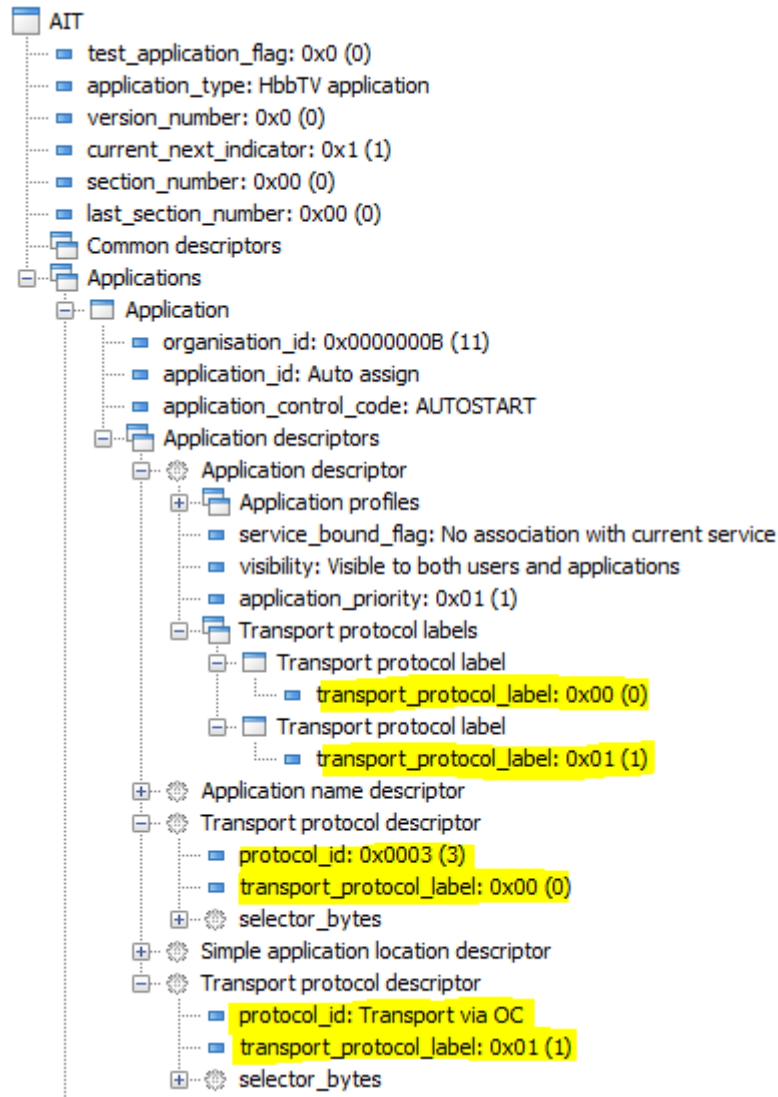 AIT
test_application_flag: 0x0 (0)
application_type: HbbTV application
version_number: 0x0 (0)
current_next_indicator: 0x1 (1)
section_number: 0x00 (0)
last_section_number: 0x00 (0)
Common descriptors
Applications
Application
organisation_id: 0x0000000B (11)
application_id: Auto assign
application_control_code: AUTOSTART
Application descriptors
Application descriptor
Application profiles
service_bound_flag: No association with current service
visibility: Visible to both users and applications
application_priority: 0x01 (1)
Transport protocol labels
Transport protocol label
transport_protocol_label: 0x00 (0)
Transport protocol label
transport_protocol_label: 0x01 (1)
Application name descriptor
Transport protocol descriptor
protocol_id: 0x0003 (3)
transport_protocol_label: 0x00 (0)
selector_bytes
Simple application location descriptor
Transport protocol descriptor
protocol_id: Transport via OC
transport_protocol_label: 0x01 (1)
selector_bytes